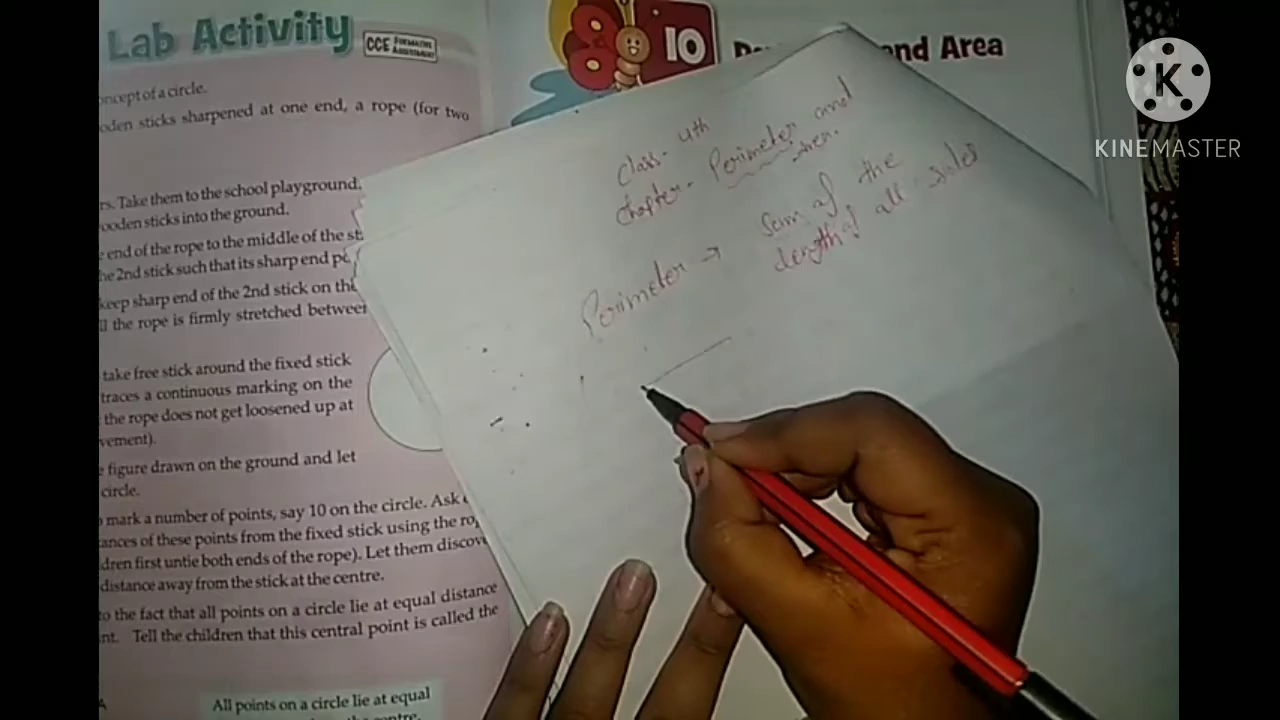 Lab Activity
CCE FORMATIVE ASSESSMENT
oncept of a circle.
oden sticks sharpened at one end, a rope (for two
rs. Take them to the school playground.
ooden sticks into the ground.
end of the rope to the middle of the st
he 2nd stick such that its sharp end p
keep sharp end of the 2nd stick on the
ll the rope is firmly stretched between
take free stick around the fixed stick
traces a continuous marking on the
the rope does not get loosened up at
vement).
figure drawn on the ground and let
circle.
mark a number of points, say 10 on the circle. Ask
ances of these points from the fixed stick using the ro
dren first untie both ends of the rope). Let them discove
distance away from the stick at the centre.
to the fact that all points on a circle lie at equal distance
nt. Tell the children that this central point is called the
All points on a circle lie at equal
10
and Area
Class - 4th
Chapter - Perimeter and
Perimeter → Sum of the
length of all sides
K
KINEMASTER